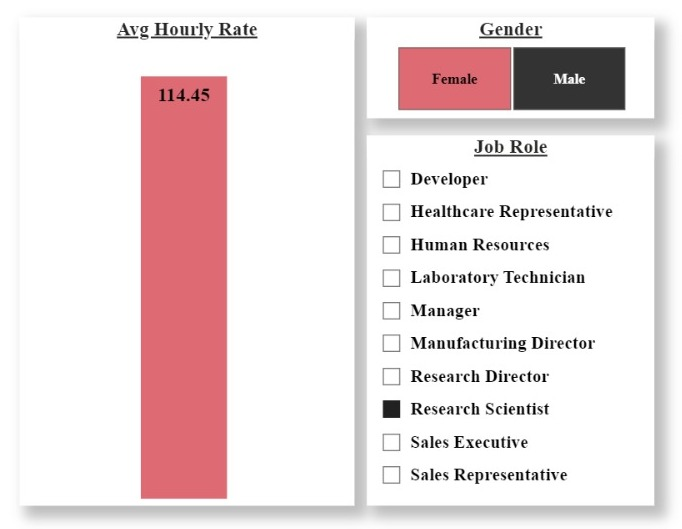 Avg Hourly Rate
114.45
Gender
Female
Male
Job Role
Developer
Healthcare Representative
Human Resources
Laboratory Technician
Manager
Manufacturing Director
Research Director
Research Scientist
Sales Executive
Sales Representative